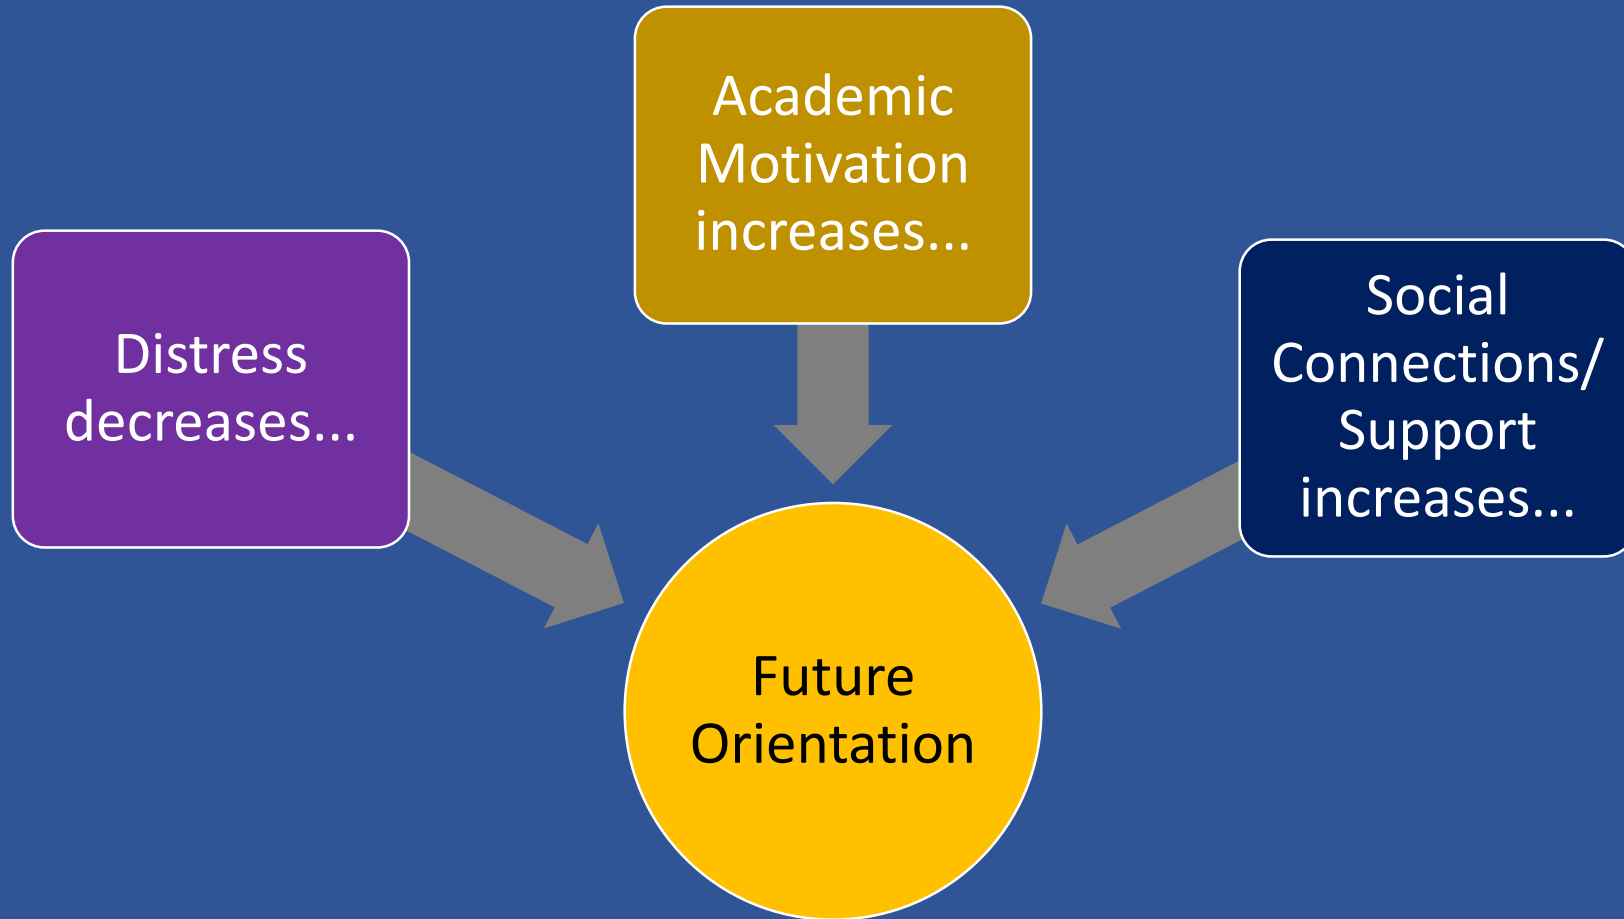 Academic
Motivation
increases...
Distress
decreases...
Social
Connections/
Support
increases...
Future
Orientation